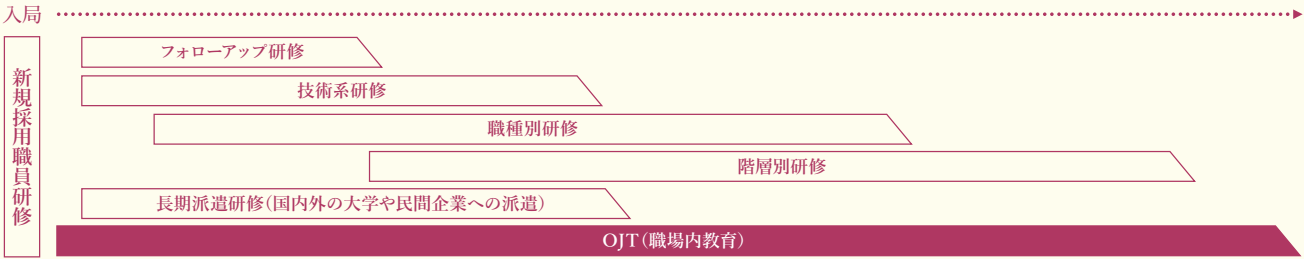 入局
新規採用職員研修
フォローアップ研修
技術系研修
職種別研修
階層別研修
長期派遣研修(国内外の大学や民間企業への派遣)
OJT(職場内教育)